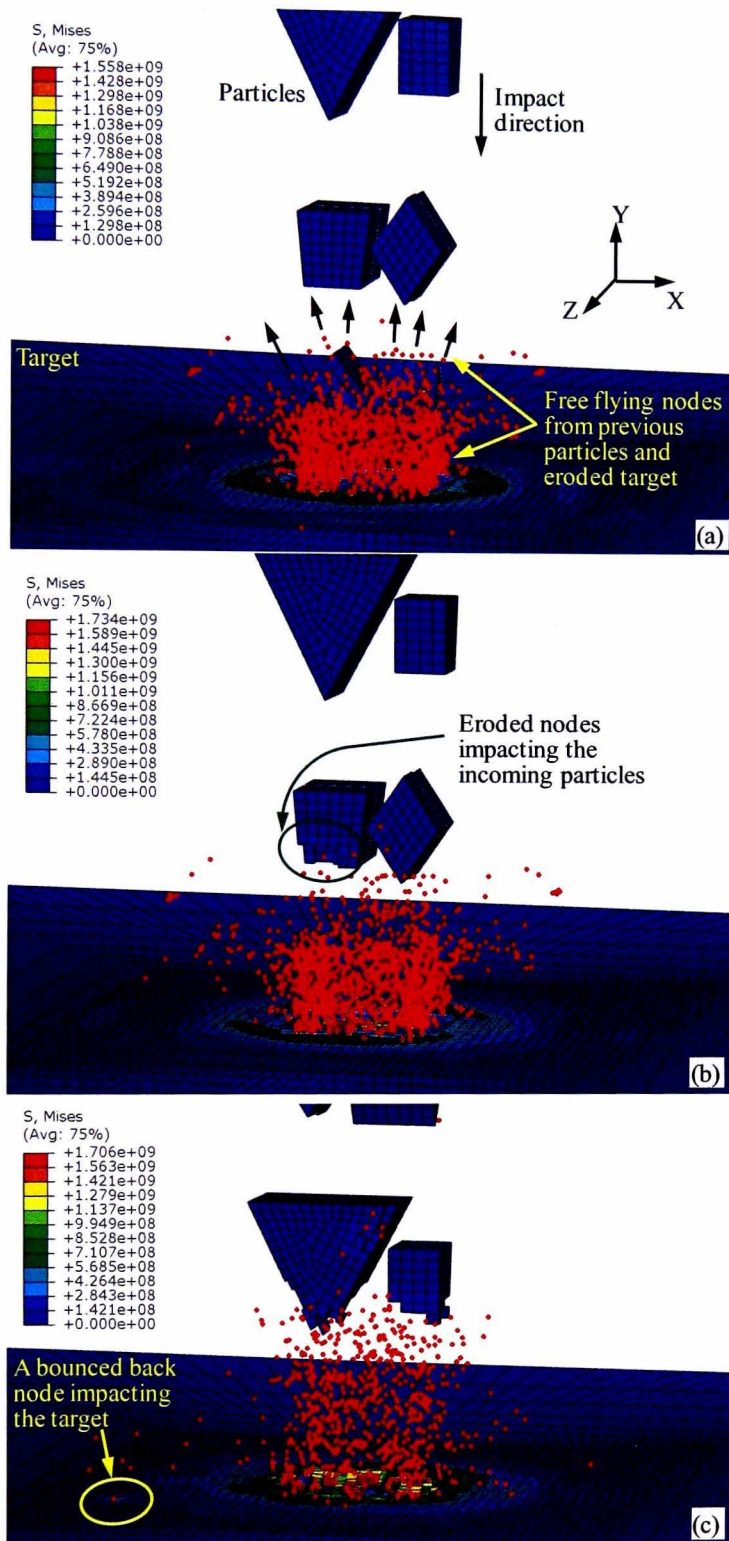 S, Mises
(Avg: 75%)
+1.558e+09
+1.428e+09
+1.298e+09
+1.168e+09
+1.038e+09
+9.086e+08
+7.788e+08
+6.490e+08
+5.192e+08
+3.894e+08
+2.596e+08
+1.298e+08
+0.000e+00
Particles
Impact
direction
Y
X
Z
Target
Free flying nodes
from previous
particles and
eroded target
(a)
S, Mises
(Avg: 75%)
+1.734e+09
+1.589e+09
+1.445e+09
+1.300e+09
+1.156e+09
+1.011e+09
+8.669e+08
+7.224e+08
+5.780e+08
+4.335e+08
+2.890e+08
+1.445e+08
+0.000e+00
Eroded nodes
impacting the
incoming particles
(b)
S, Mises
(Avg: 75%)
+1.706e+09
+1.563e+09
+1.421e+09
+1.279e+09
+1.137e+09
+9.949e+08
+8.528e+08
+7.107e+08
+5.685e+08
+4.264e+08
+2.843e+08
+1.421e+08
+0.000e+00
A bounced back
node impacting
the target
(c)